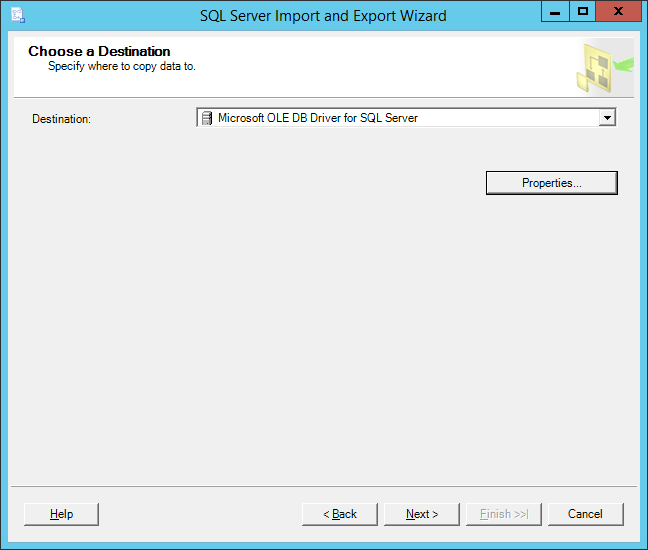 SQL Server Import and Export Wizard
Choose a Destination
Specify where to copy data to.
Destination:
Microsoft OLE DB Driver for SQL Server
Properties...
Help
< Back
Next >
Finish >>|
Cancel